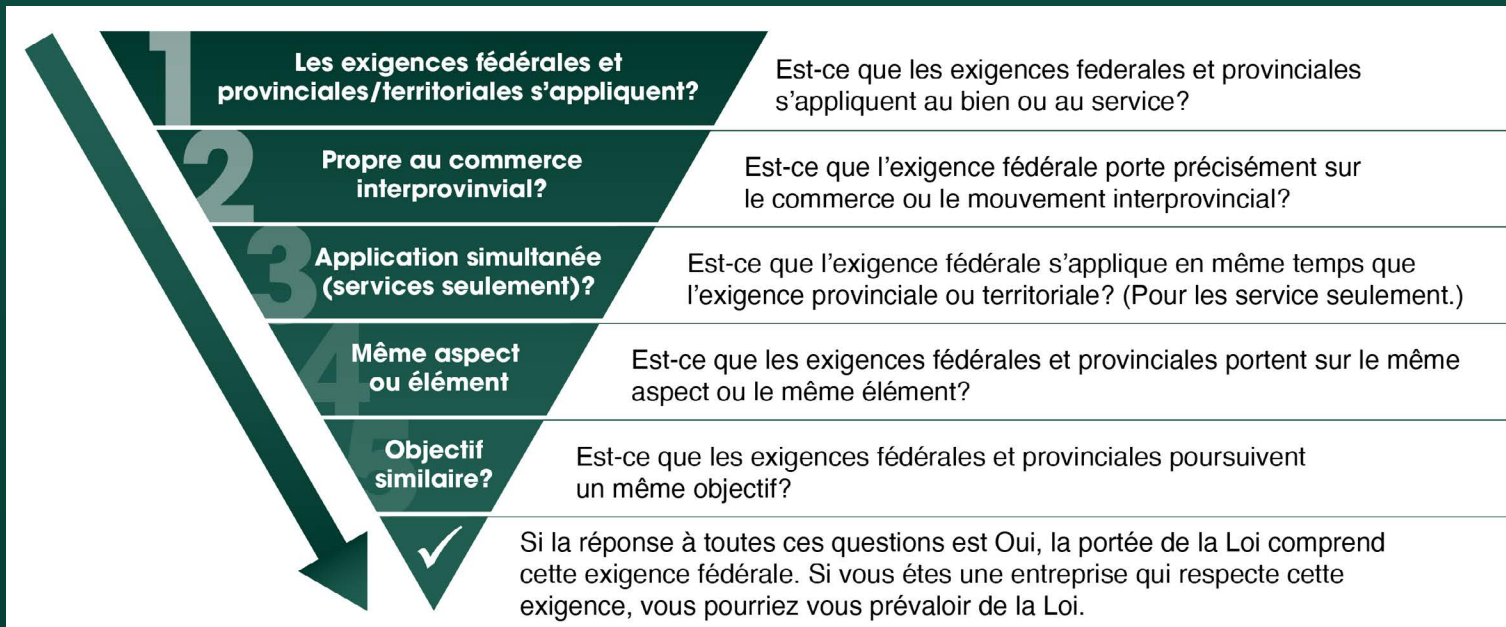 1
Les exigences fédérales et
provinciales/territoriales s'appliquent?
Est-ce que les exigences federales et provinciales
s'appliquent au bien ou au service?
2
Propre au commerce
interprovinvial?
Est-ce que l'exigence fédérale porte précisément sur
le commerce ou le mouvement interprovincial?
3
Application simultanée
(services seulement)?
Est-ce que l'exigence fédérale s'applique en même temps que
l'exigence provinciale ou territoriale? (Pour les service seulement.)
4
Même aspect
ou élément
Est-ce que les exigences fédérales et provinciales portent sur le même
aspect ou le même élément?
5
Objectif
similaire?
Est-ce que les exigences fédérales et provinciales poursuivent
un même objectif?
Si la réponse à toutes ces questions est Oui, la portée de la Loi comprend
cette exigence fédérale. Si vous étes une entreprise qui respecte cette
exigence, vous pourriez vous prévaloir de la Loi.